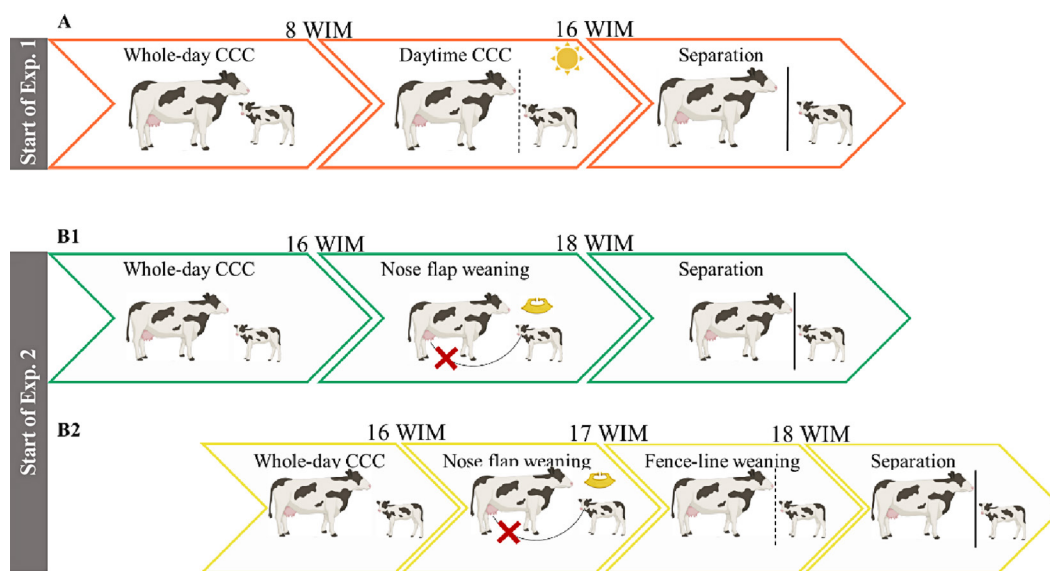 A
8 WIM
16 WIM
Start of Exp. 1
Whole-day CCC
Daytime CCC
Separation
B1
16 WIM
18 WIM
Start of Exp. 2
Whole-day CCC
Nose flap weaning
Separation
B2
16 WIM
17 WIM
18 WIM
Whole-day CCC
Nose flap weaning
Fence-line weaning
Separation